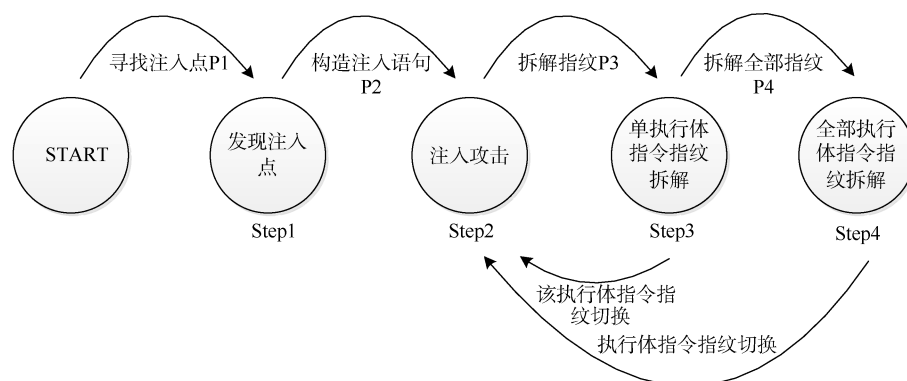 寻找注入点P1
构造注入语句
P2
拆解指纹P3
拆解全部指纹
P4
START
发现注入
点
注入攻击
单执行体
指令指纹
拆解
全部执行
体指令指
纹拆解
Step1
Step2
Step3
Step4
该执行体指令指
纹切换
执行体指令指纹切换